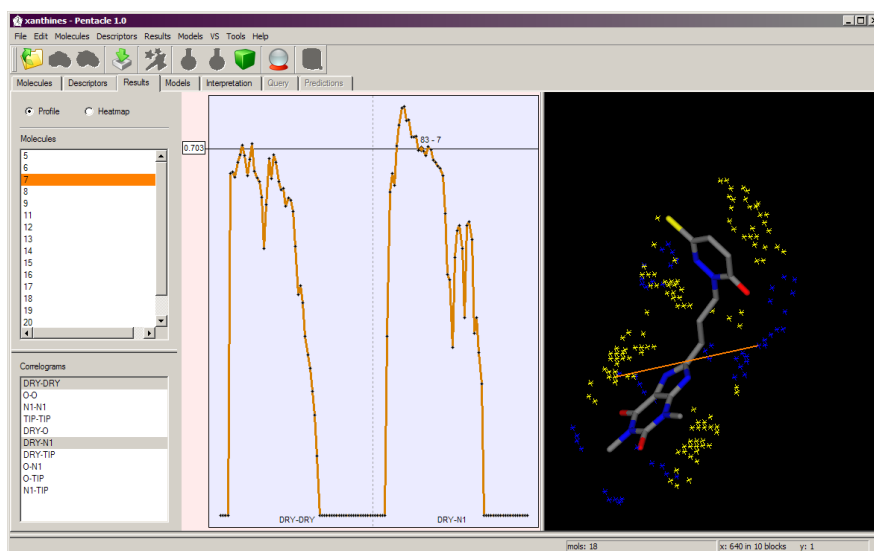 xanthines - Pentacle 1.0
File Edit Molecules Descriptors Results Models VS Tools Help
Molecules Descriptors Results Models Interpretation Query Predictions
Profile Heatmap
Molecules
5
6
7
8
9
11
12
13
14
15
16
17
18
19
20
Correlograms
DRY-DRY
O-O
N1-N1
TIP-TIP
DRY-O
DRY-N1
DRY-TIP
O-N1
O-TIP
N1-TIP
0.703
83 - 7
DRY-DRY DRY-N1
mols: 18 x: 640 in 10 blocks y: 1